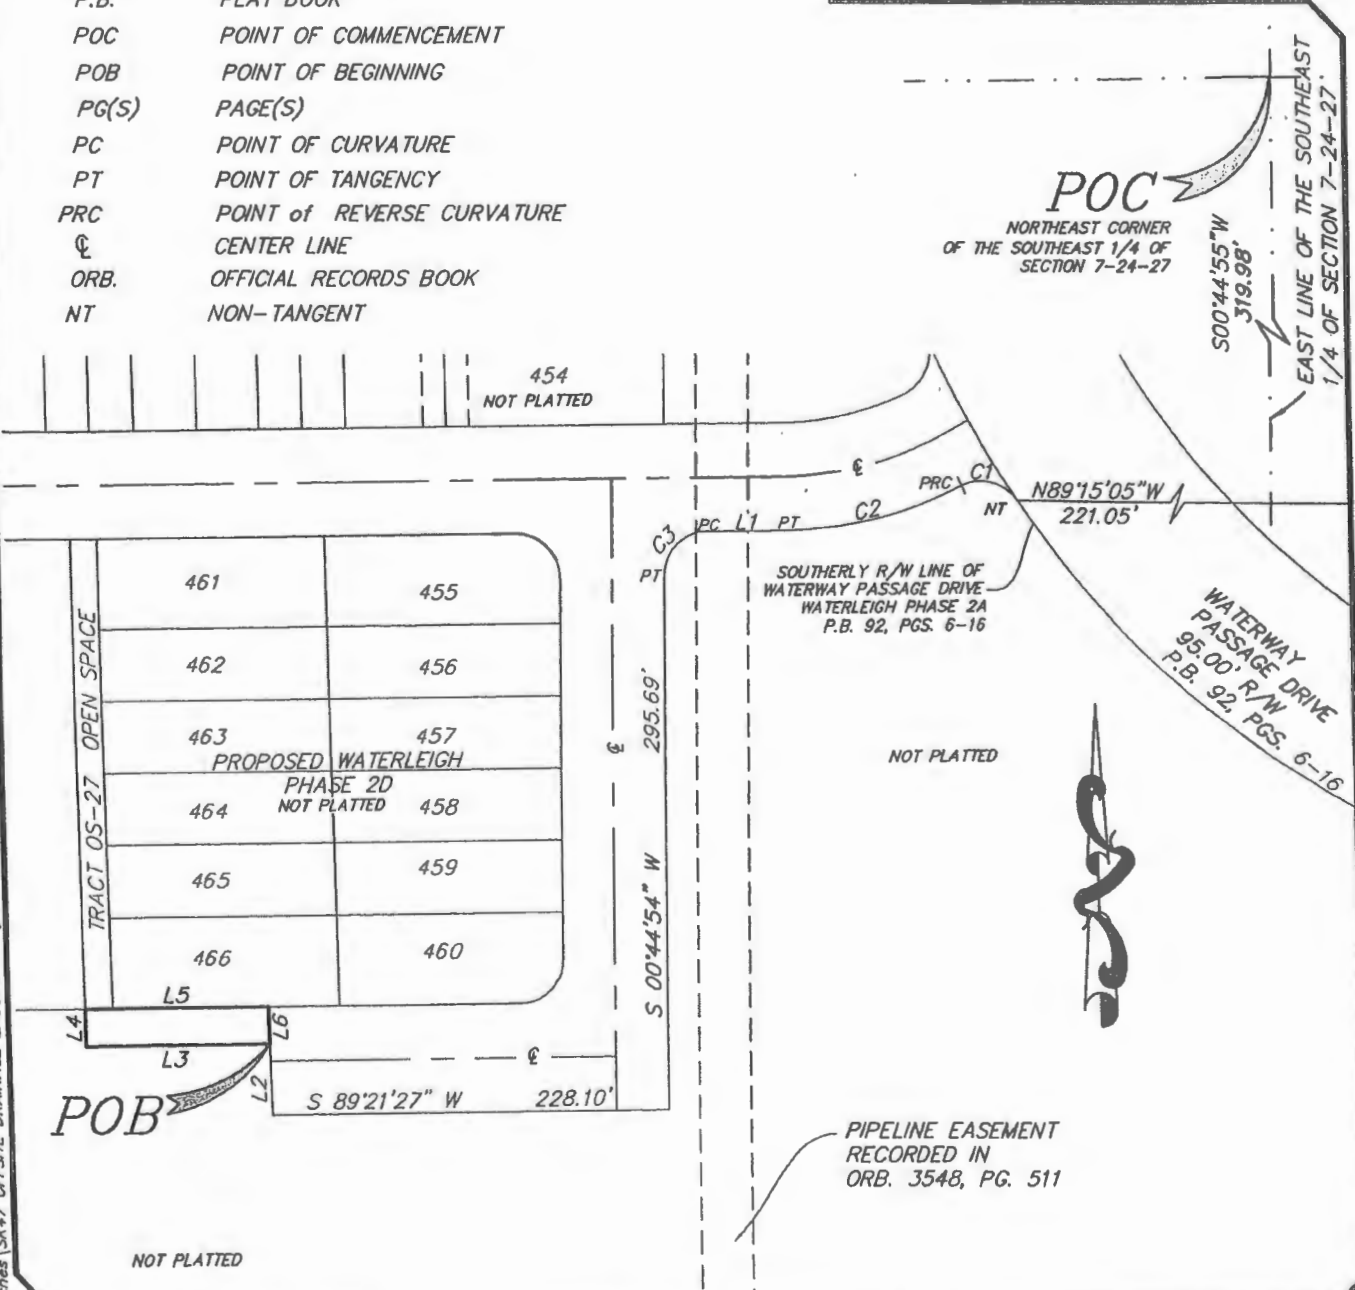 P.B. PLAT BOOK
POC POINT OF COMMENCEMENT
POB POINT OF BEGINNING
PG(S) PAGE(S)
PC POINT OF CURVATURE
PT POINT OF TANGENCY
PRC POINT of REVERSE CURVATURE
℄ CENTER LINE
ORB. OFFICIAL RECORDS BOOK
NT NON-TANGENT
POC
NORTHEAST CORNER
OF THE SOUTHEAST 1/4 OF
SECTION 7-24-27
S00°44'55"W
319.98'
EAST LINE OF THE SOUTHEAST
1/4 OF SECTION 7-24-27
454
NOT PLATTED
℄
PRC
C1
N89°15'05"W
221.05'
NT
C2
PC L1 PT
C3
PT
SOUTHERLY R/W LINE OF
WATERWAY PASSAGE DRIVE
WATERLEIGH PHASE 2A
P.B. 92, PGS. 6-16
WATERWAY
PASSAGE DRIVE
95.00' R/W
P.B. 92, PGS. 6-16
461
455
462
456
463
457
PROPOSED WATERLEIGH
PHASE 2D
NOT PLATTED
464
458
465
459
466
460
TRACT OS-27 OPEN SPACE
℄
S 00°44'54" W 295.69'
NOT PLATTED
L5
L4
L6
L3
L2
℄
POB
S 89°21'27" W 228.10'
PIPELINE EASEMENT
RECORDED IN
ORB. 3548, PG. 511
NOT PLATTED